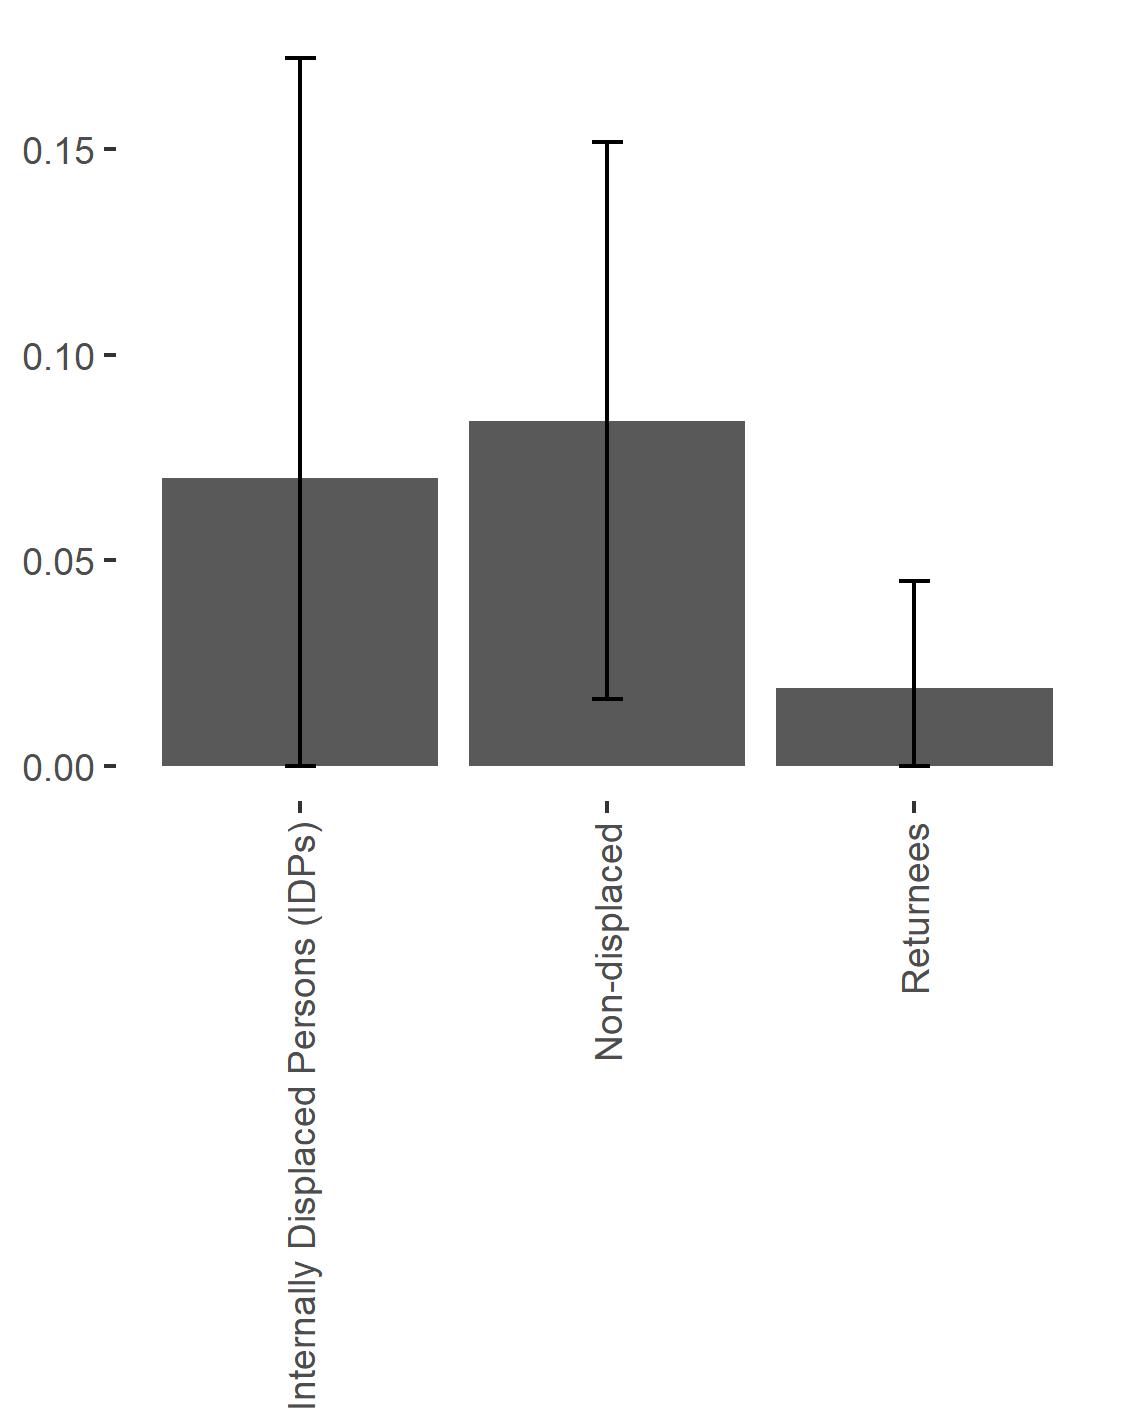 0.15
0.10
0.05
0.00
Internally Displaced Persons (IDPs)
Non-displaced
Returnees